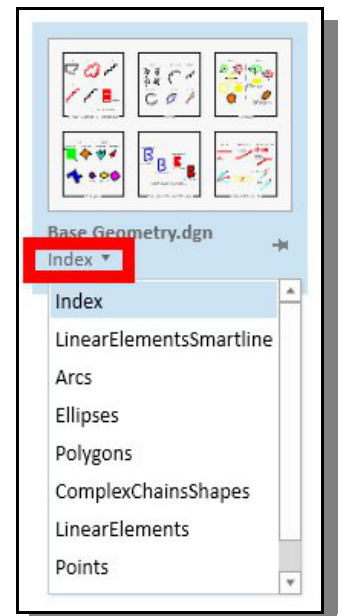 Base Geometry.dgn
Index
Index
LinearElementsSmartline
Arcs
Ellipses
Polygons
ComplexChainsShapes
LinearElements
Points